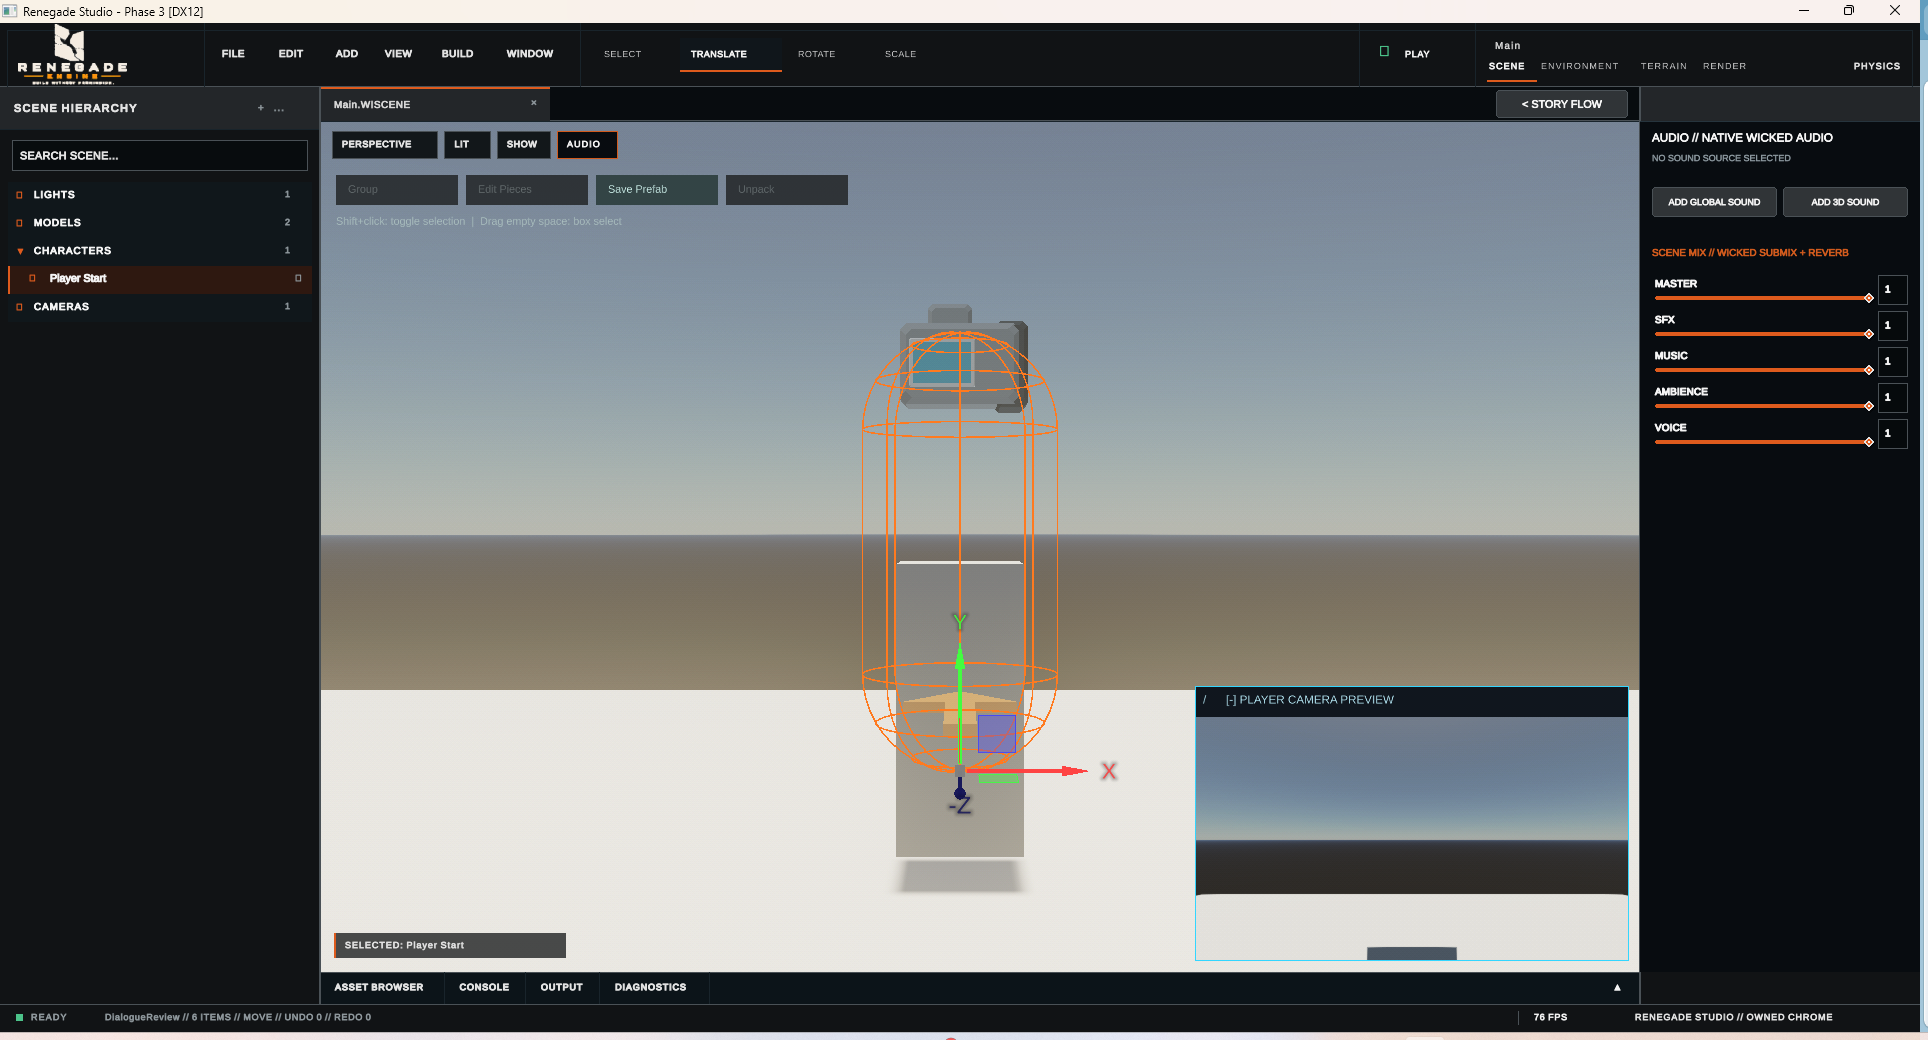 Renegade Studio - Phase 3 [DX12]
RENEGADE
ENGINE
BUILD WITHOUT PERMISSION.
FILE EDIT ADD VIEW BUILD WINDOW SELECT TRANSLATE ROTATE SCALE PLAY
Main
SCENE ENVIRONMENT TERRAIN RENDER PHYSICS
SCENE HIERARCHY + ...
SEARCH SCENE...
LIGHTS 1
MODELS 2
CHARACTERS 1
Player Start
CAMERAS 1
Main.WISCENE ×
< STORY FLOW
PERSPECTIVE LIT SHOW AUDIO
Group Edit Pieces Save Prefab Unpack
Shift+click: toggle selection | Drag empty space: box select
Y
X
-Z
/ [-] PLAYER CAMERA PREVIEW
SELECTED: Player Start
AUDIO // NATIVE WICKED AUDIO
NO SOUND SOURCE SELECTED
ADD GLOBAL SOUND ADD 3D SOUND
SCENE MIX // WICKED SUBMIX + REVERB
MASTER 1
SFX 1
MUSIC 1
AMBIENCE 1
VOICE 1
ASSET BROWSER CONSOLE OUTPUT DIAGNOSTICS
READY DialogueReview // 6 ITEMS // MOVE // UNDO 0 // REDO 0 76 FPS RENEGADE STUDIO // OWNED CHROME